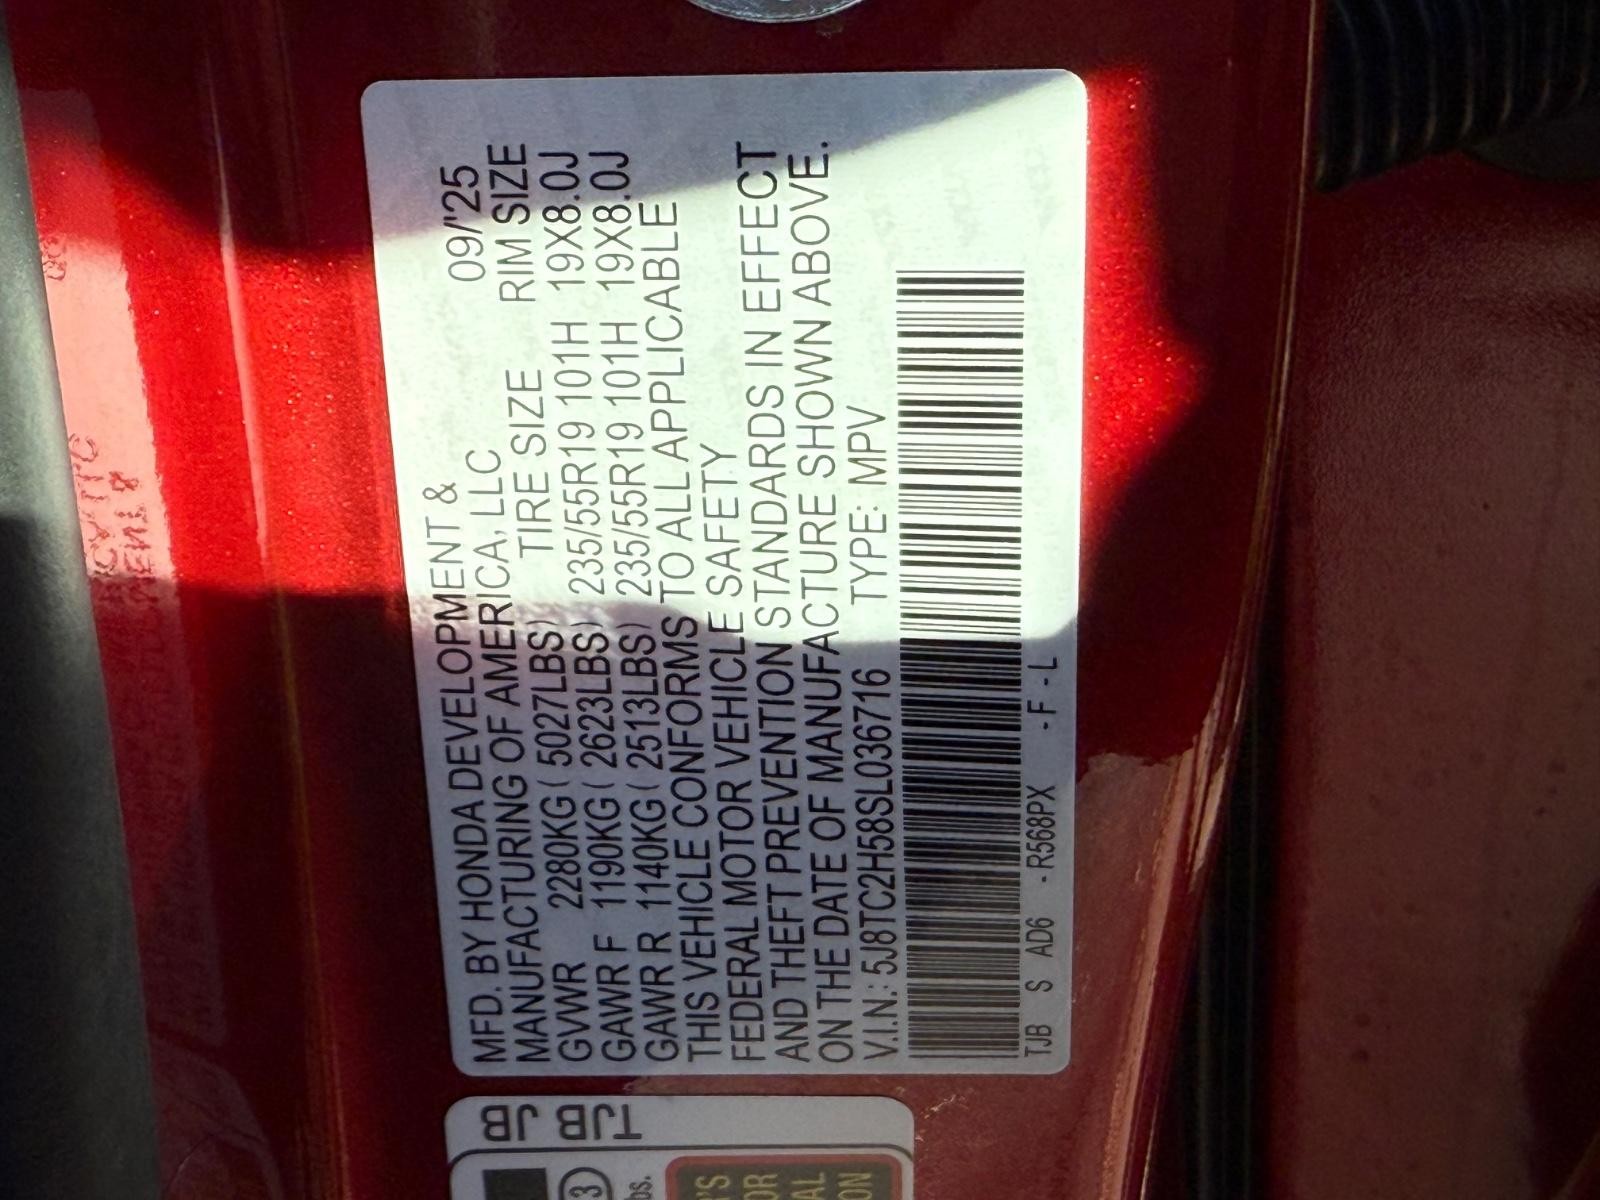 MFD. BY HONDA DEVELOPMENT & 09/'25
MANUFACTURING OF AMERICA, LLC
TIRE SIZE RIM SIZE
GVWR 2280KG ( 5027LBS)
GAWR F 1190KG ( 2623LBS) 235/55R19 101H 19X8.0J
GAWR R 1140KG ( 2513LBS) 235/55R19 101H 19X8.0J
THIS VEHICLE CONFORMS TO ALL APPLICABLE
FEDERAL MOTOR VEHICLE SAFETY
AND THEFT PREVENTION STANDARDS IN EFFECT
ON THE DATE OF MANUFACTURE SHOWN ABOVE.
V.I.N.: 5J8TC2H58SL036716 TYPE: MPV
TJB S AD6 - R568PX - F - L
TJB
JB
3
bs.